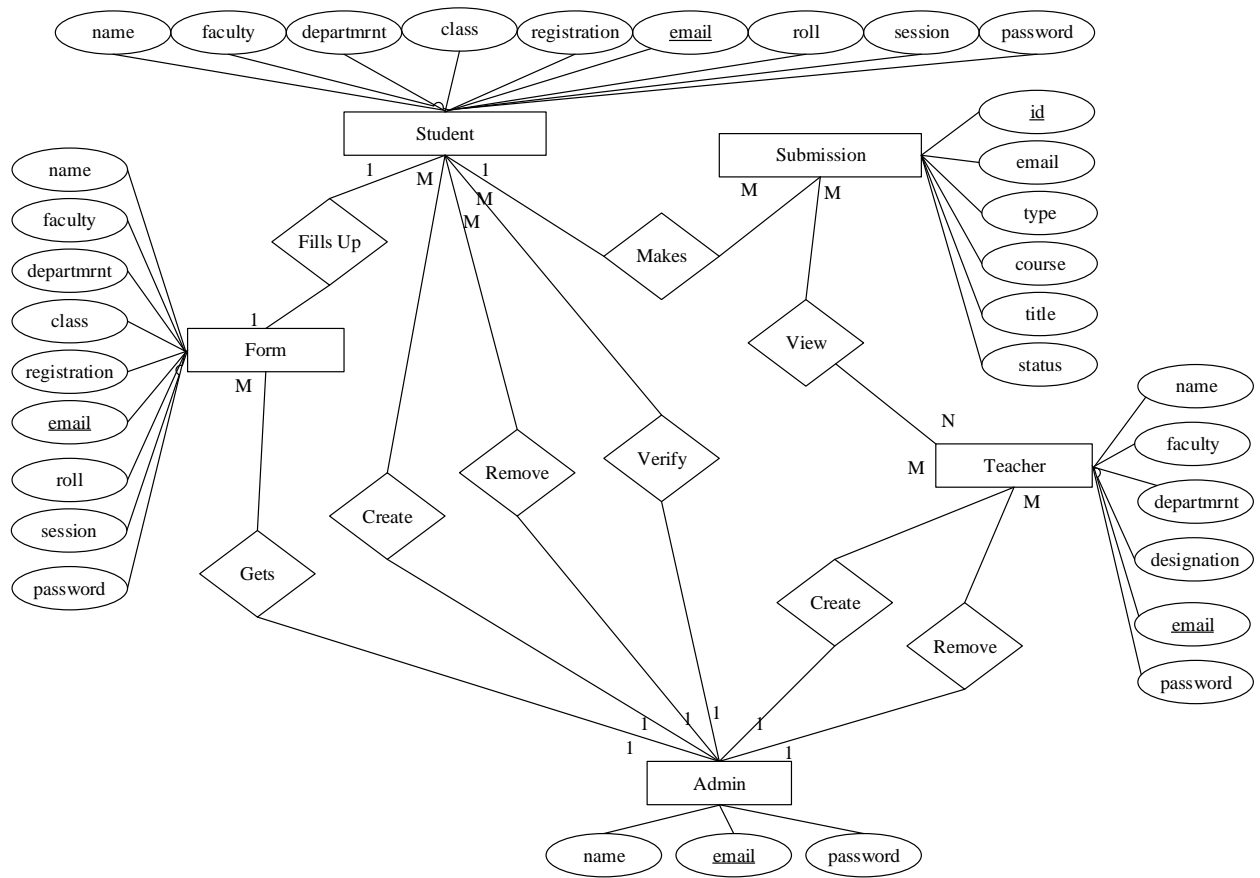 name
faculty
departmrnt
class
registration
email
roll
session
password
Student
Submission
id
email
type
course
title
status
1
M
1
M
M
M
M
name
faculty
departmrnt
class
registration
email
roll
session
password
Fills Up
Makes
1
Form
M
View
N
M
Teacher
M
name
faculty
departmrnt
designation
email
password
Remove
Verify
Create
Gets
Create
Remove
1
1
1
1
1
1
Admin
name
email
password